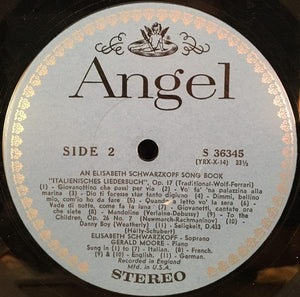 Angel
SIDE 2
S 36345
(YRX-X-14) 33⅓
AN ELISABETH SCHWARZKOPF SONG BOOK
"ITALIENISCHES LIEDERBUCH", Op. 17 (Traditional-Wolf-Ferrari)
(1) - Giovanottino che passi per via (2) - Vo' fa' na palazzina alla
marina (3) - Dio ti facesse star tanto digiuno (4) - Dimmi, bellino
mio, com'io ho da fare (5) - Quando a letto vo' la sera (6) -
Vade di notte, come fa la luna (7) - Giovanetti, cantate ora
che siete (8) - Mandoline (Verlaine-Debussy) (9) - To the
Children, Op. 26 No. 7 (Newmarch-Rachmaninov) (10) -
Danny Boy (Weatherly) (11) - Seligkeit, D.433
(Hölty-Schubert)
ELISABETH SCHWARZKOPF - Soprano
GERALD MOORE - Piano
Sung in (1) to (7) - Italian. (8) - French.
(9) & (10) - English. (11) - German.
Recorded in England
Mfd. in U.S.A.
STEREO